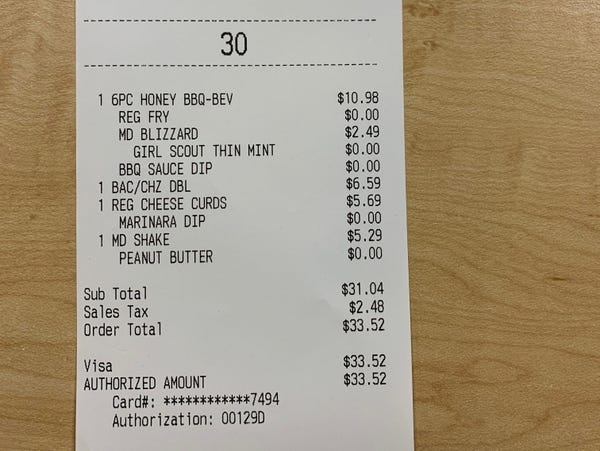 30
1 6PC HONEY BBQ-BEV $10.98
REG FRY $0.00
MD BLIZZARD $2.49
GIRL SCOUT THIN MINT $0.00
BBQ SAUCE DIP $0.00
1 BAC/CHZ DBL $6.59
1 REG CHEESE CURDS $5.69
MARINARA DIP $0.00
1 MD SHAKE $5.29
PEANUT BUTTER $0.00
Sub Total $31.04
Sales Tax $2.48
Order Total $33.52
Visa $33.52
AUTHORIZED AMOUNT $33.52
Card#: ************7494
Authorization: 00129D